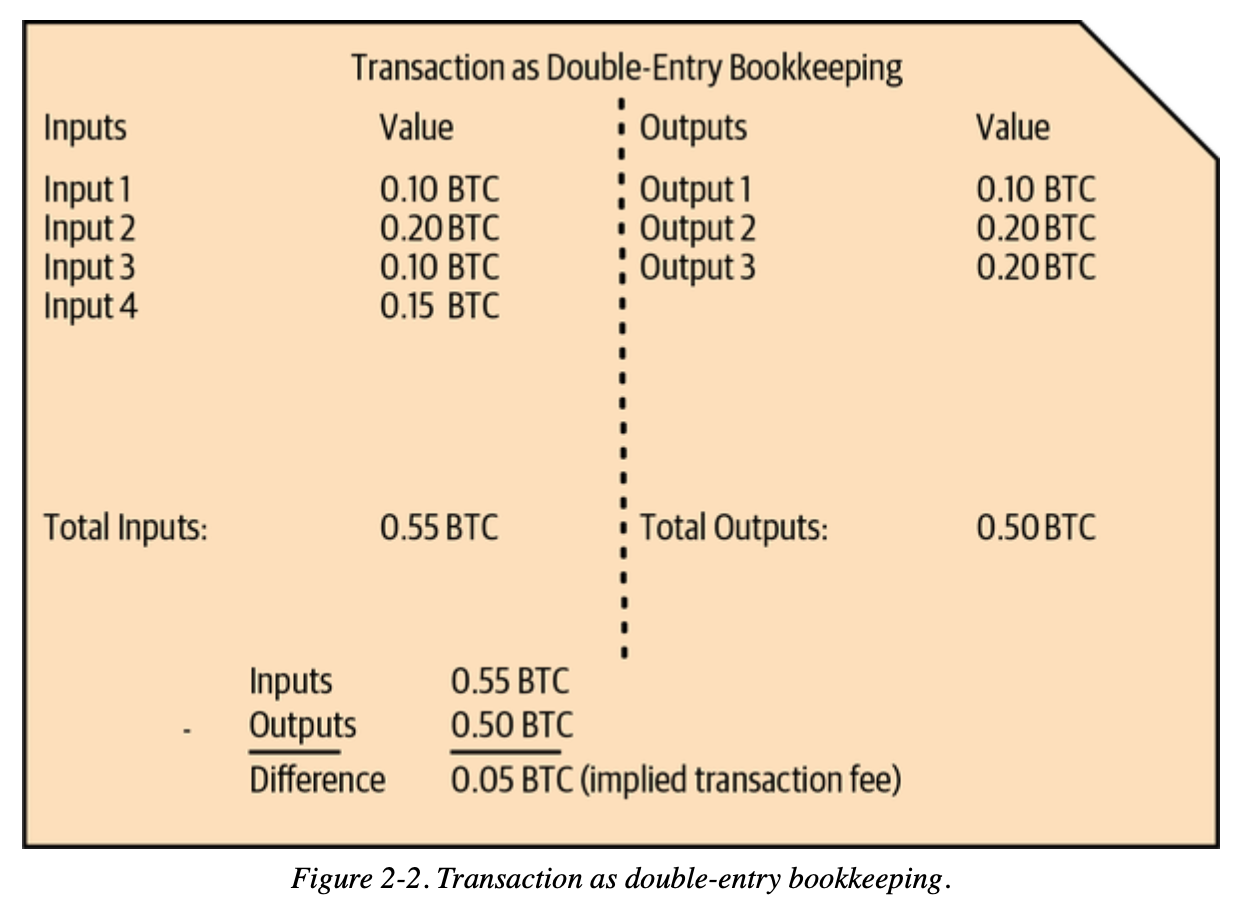 Transaction as Double-Entry Bookkeeping
Inputs Value Outputs Value
Input 1 0.10 BTC Output 1 0.10 BTC
Input 2 0.20 BTC Output 2 0.20 BTC
Input 3 0.10 BTC Output 3 0.20 BTC
Input 4 0.15 BTC
Total Inputs: 0.55 BTC Total Outputs: 0.50 BTC
Inputs 0.55 BTC
- Outputs 0.50 BTC
Difference 0.05 BTC (implied transaction fee)
Figure 2-2. Transaction as double-entry bookkeeping.